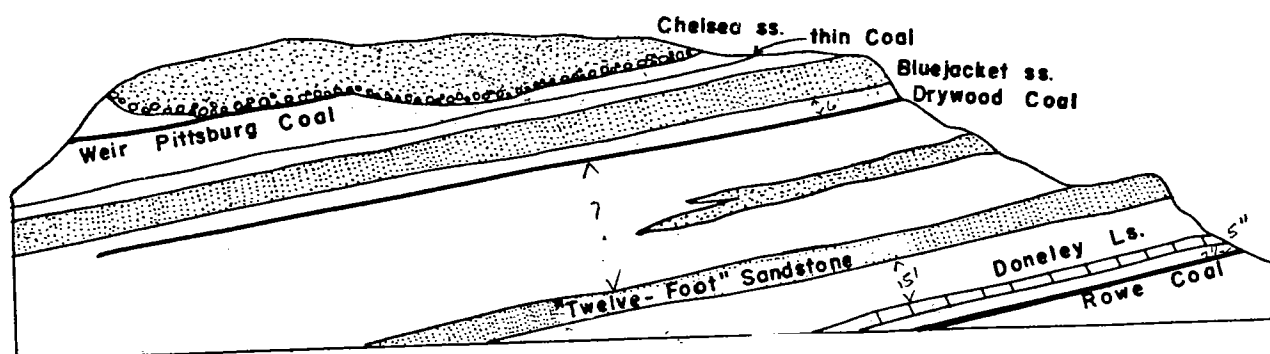 Chelsea ss.
thin Coal
Bluejacket ss.
Drywood Coal
Weir Pittsburg Coal
?
"Twelve-Foot" Sandstone
15'
Doneley Ls.
5"
Rowe Coal